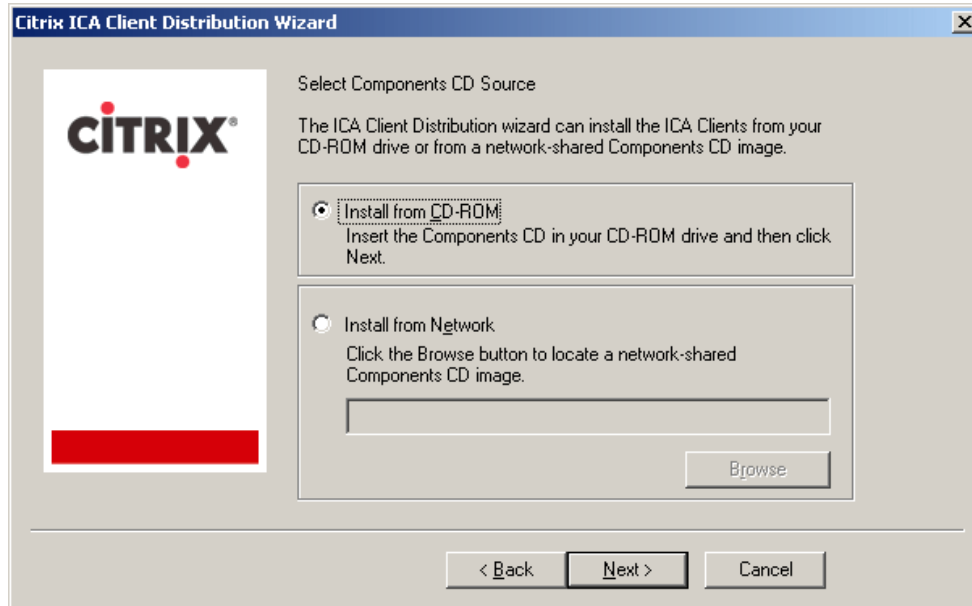 Citrix ICA Client Distribution Wizard
CiTRIX®
Select Components CD Source
The ICA Client Distribution wizard can install the ICA Clients from your
CD-ROM drive or from a network-shared Components CD image.
Install from CD-ROM
Insert the Components CD in your CD-ROM drive and then click
Next.
Install from Network
Click the Browse button to locate a network-shared
Components CD image.
Browse
< Back
Next >
Cancel